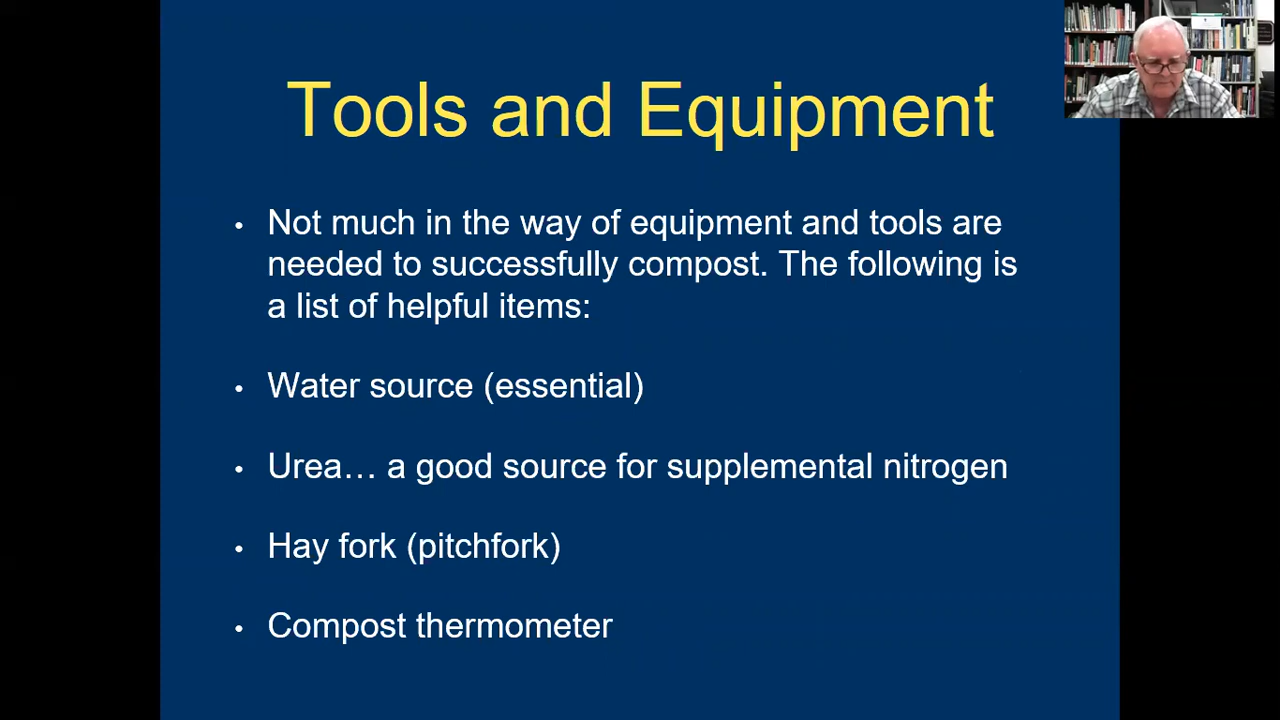 Tools and Equipment
• Not much in the way of equipment and tools are
needed to successfully compost. The following is
a list of helpful items:
• Water source (essential)
• Urea… a good source for supplemental nitrogen
• Hay fork (pitchfork)
• Compost thermometer